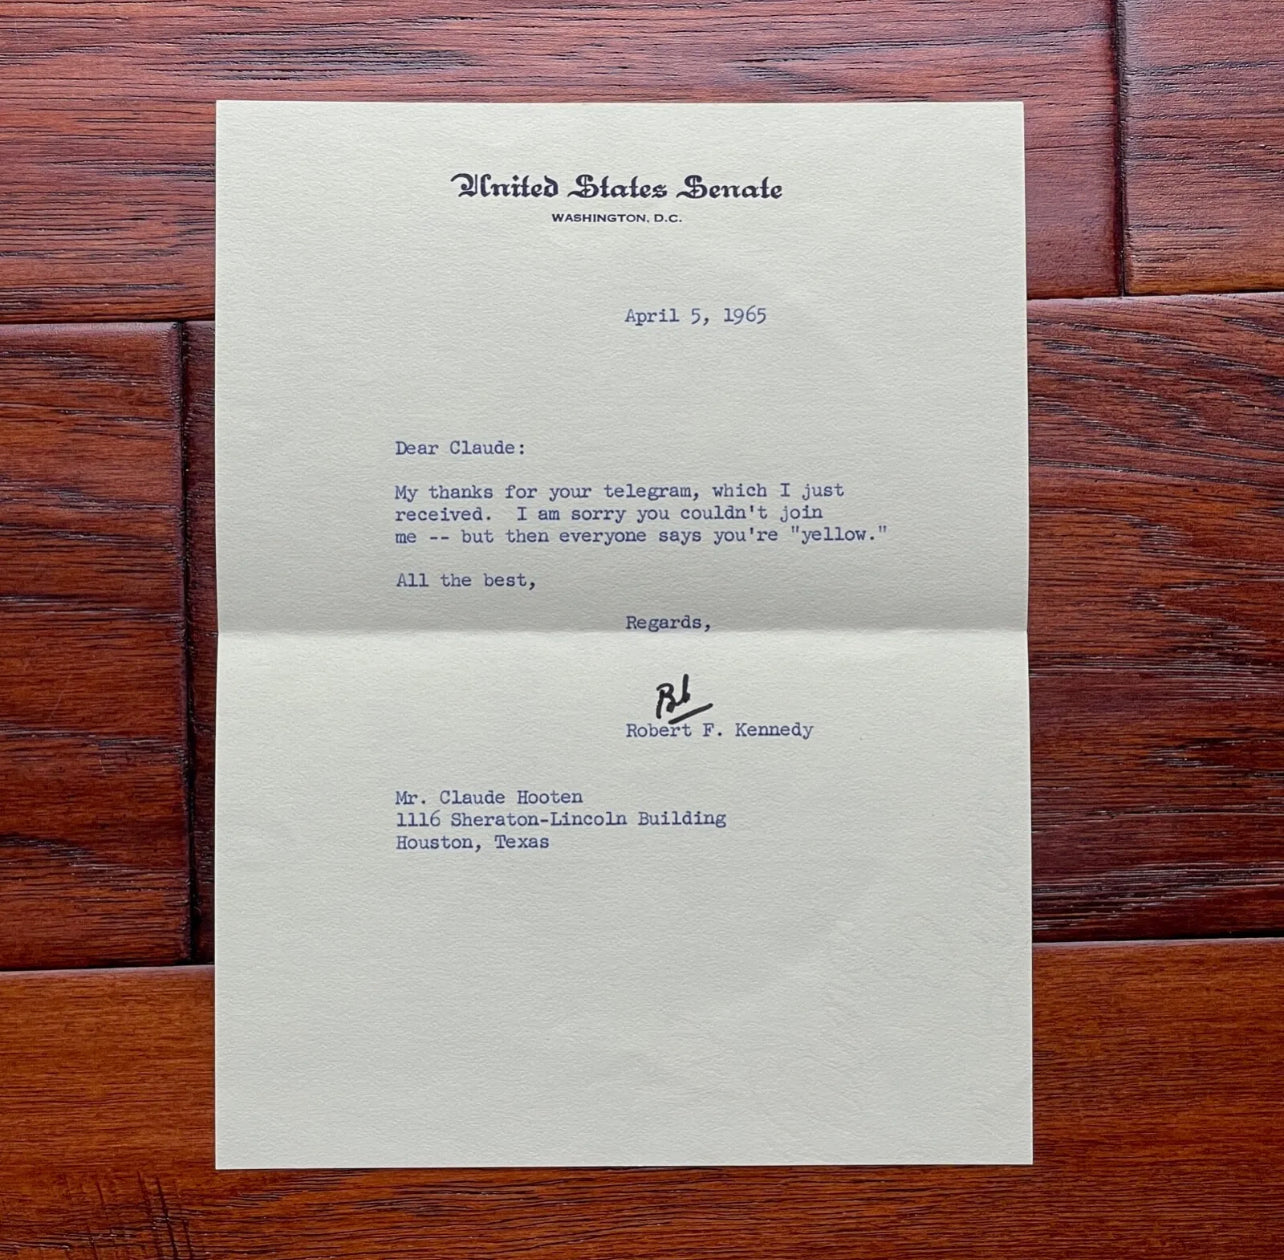 United States Senate
WASHINGTON, D.C.
April 5, 1965
Dear Claude:
My thanks for your telegram, which I just
received.  I am sorry you couldn't join
me -- but then everyone says you're "yellow."
All the best,
Regards,
Bob
Robert F. Kennedy
Mr. Claude Hooten
1116 Sheraton-Lincoln Building
Houston, Texas